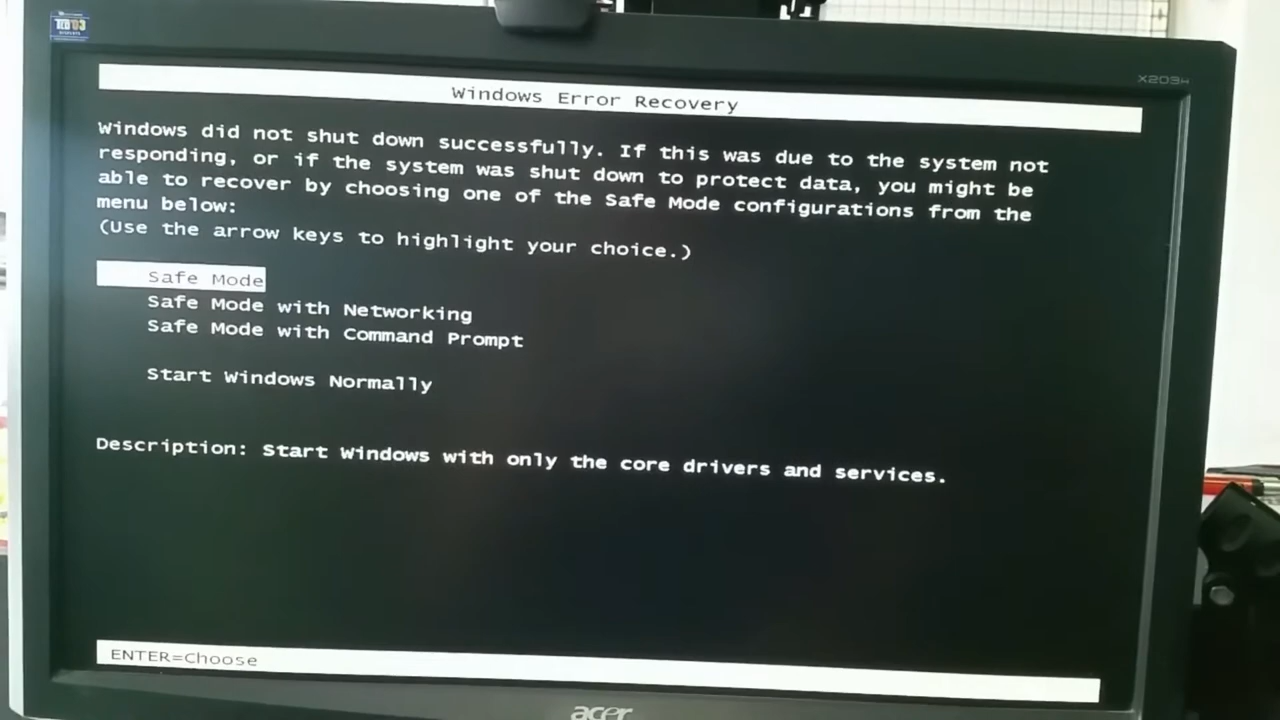 TCO'03
DISPLAYS
X203H
Windows Error Recovery
Windows did not shut down successfully. If this was due to the system not
responding, or if the system was shut down to protect data, you might be
able to recover by choosing one of the Safe Mode configurations from the
menu below:
(Use the arrow keys to highlight your choice.)
Safe Mode
Safe Mode with Networking
Safe Mode with Command Prompt
Start Windows Normally
Description: Start Windows with only the core drivers and services.
ENTER=Choose
acer